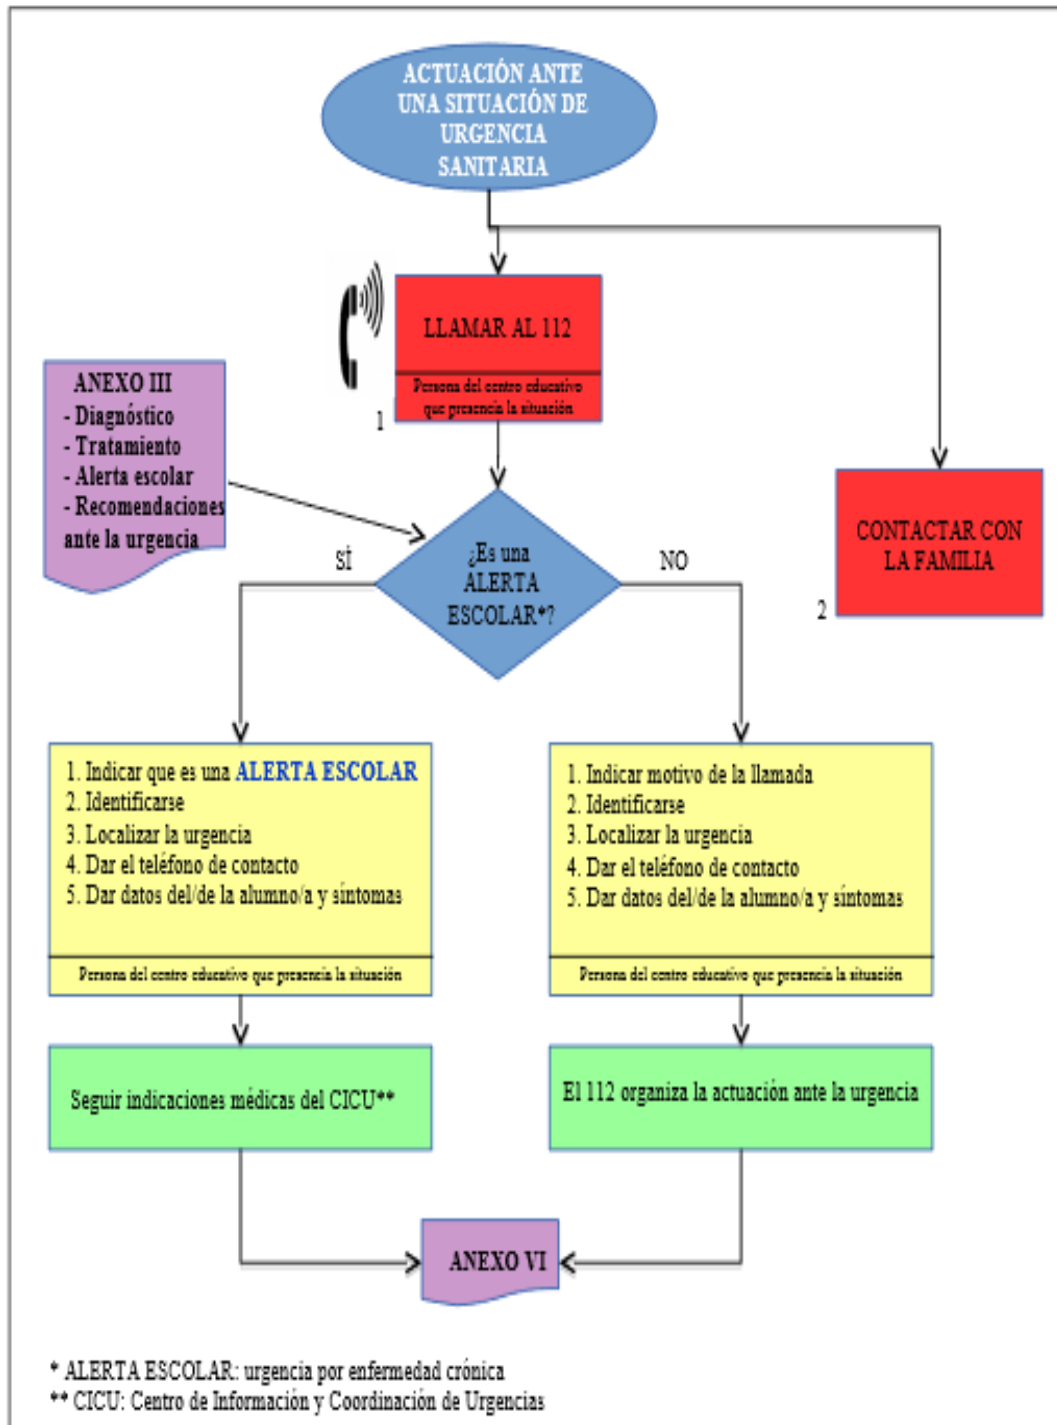 ACTUACIÓN ANTE
UNA SITUACIÓN DE
URGENCIA
SANITARIA
LLAMAR AL 112
Persona del centro educativo
que presencia la situación
1
ANEXO III
- Diagnóstico
- Tratamiento
- Alerta escolar
- Recomendaciones
ante la urgencia
CONTACTAR CON
LA FAMILIA
2
¿Es una
ALERTA
ESCOLAR*?
SÍ
NO
1. Indicar que es una ALERTA ESCOLAR
2. Identificarse
3. Localizar la urgencia
4. Dar el teléfono de contacto
5. Dar datos del/de la alumno/a y síntomas
Persona del centro educativo que presencia la situación
1. Indicar motivo de la llamada
2. Identificarse
3. Localizar la urgencia
4. Dar el teléfono de contacto
5. Dar datos del/de la alumno/a y síntomas
Persona del centro educativo que presencia la situación
Seguir indicaciones médicas del CICU**
El 112 organiza la actuación ante la urgencia
ANEXO VI
* ALERTA ESCOLAR: urgencia por enfermedad crónica
** CICU: Centro de Información y Coordinación de Urgencias